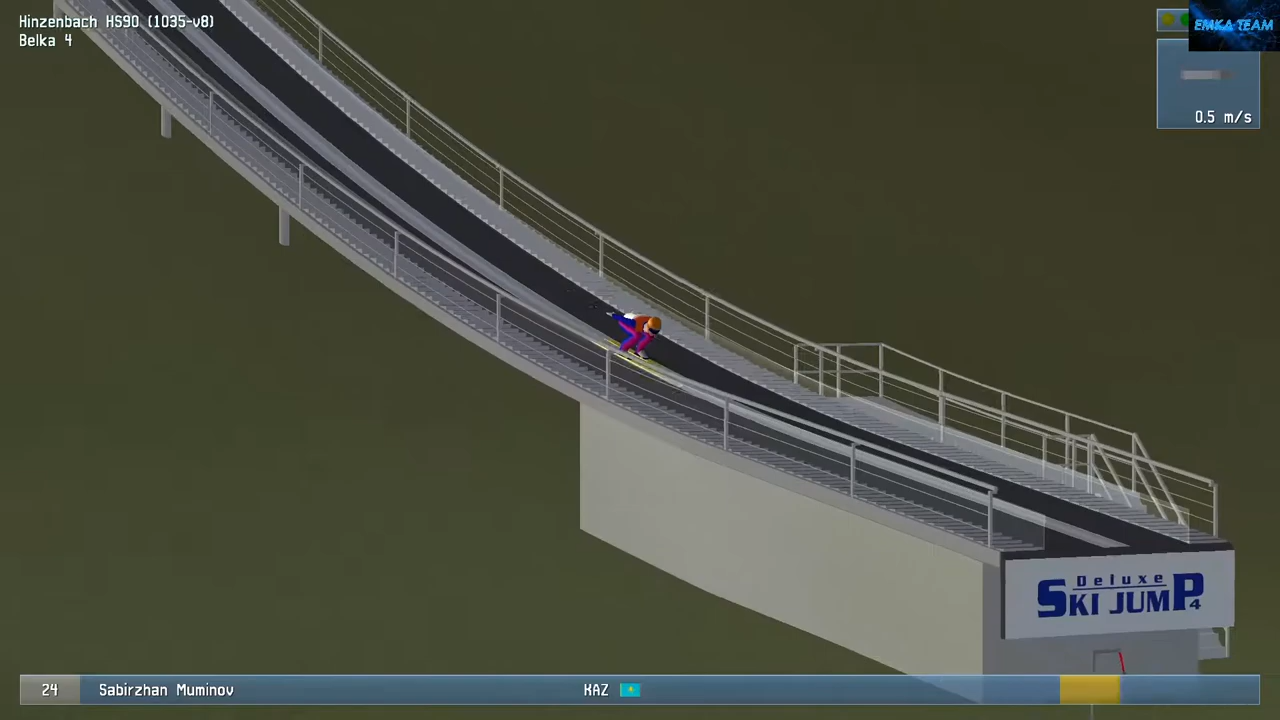 Hinzenbach HS90 (1035-v8)
Belka 4
EMKA TEAM
0.5 m/s
Deluxe
SKI JUMP
4
24 Sabirzhan Muminov KAZ